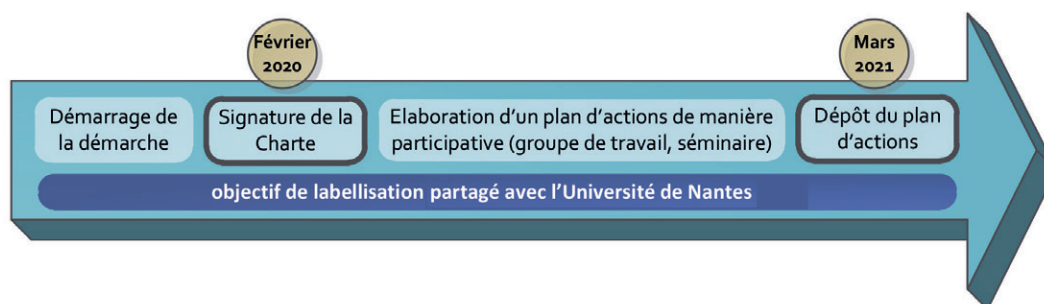 Février
2020
Mars
2021
Démarrage de
la démarche
Signature de la
Charte
Elaboration d'un plan d'actions de manière
participative (groupe de travail, séminaire)
Dépôt du plan
d'actions
objectif de labellisation partagé avec l'Université de Nantes